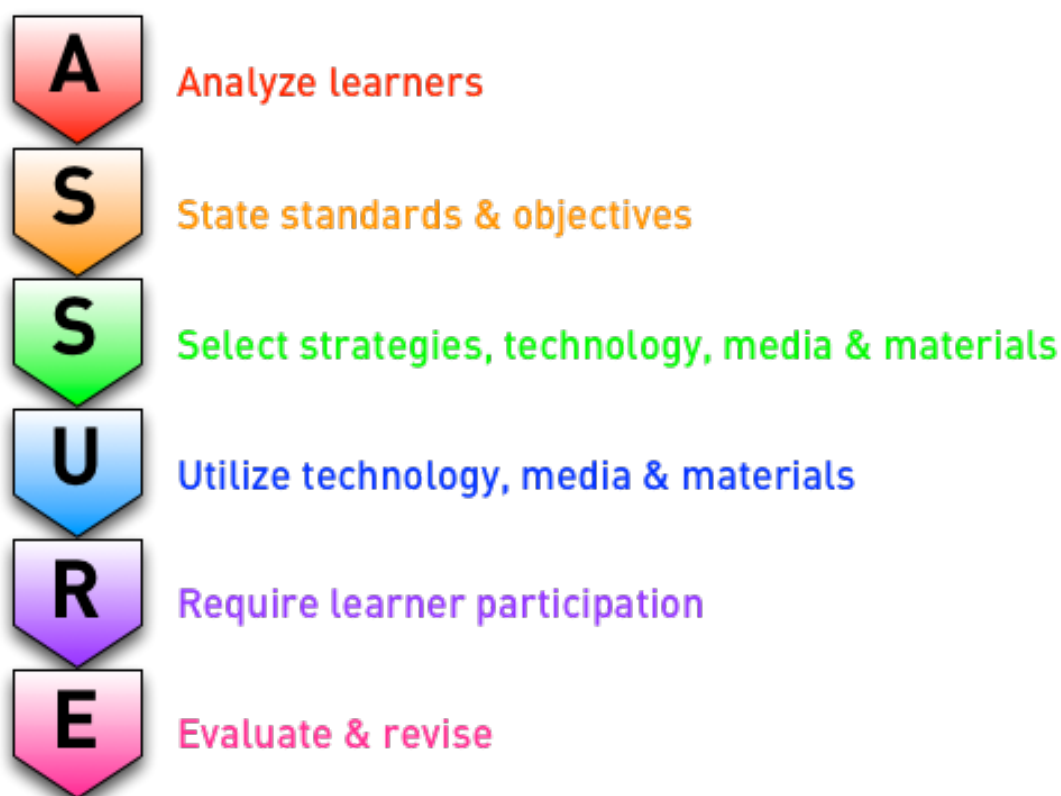 A Analyze learners
S State standards & objectives
S Select strategies, technology, media & materials
U Utilize technology, media & materials
R Require learner participation
E Evaluate & revise